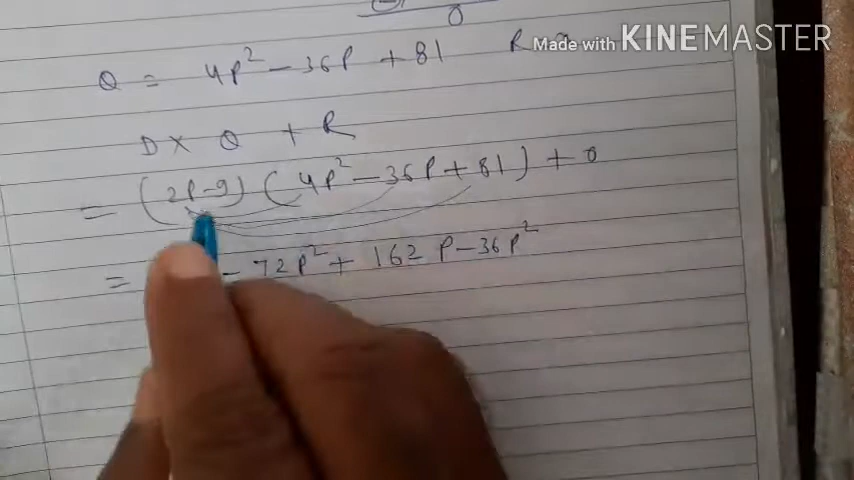 0
Q = 4p² - 36p + 81 R
Made with KINEMASTER
D × Q + R
= (2p-9) (4p² - 36p + 81) + 0
= - 72p² + 162p - 36p²